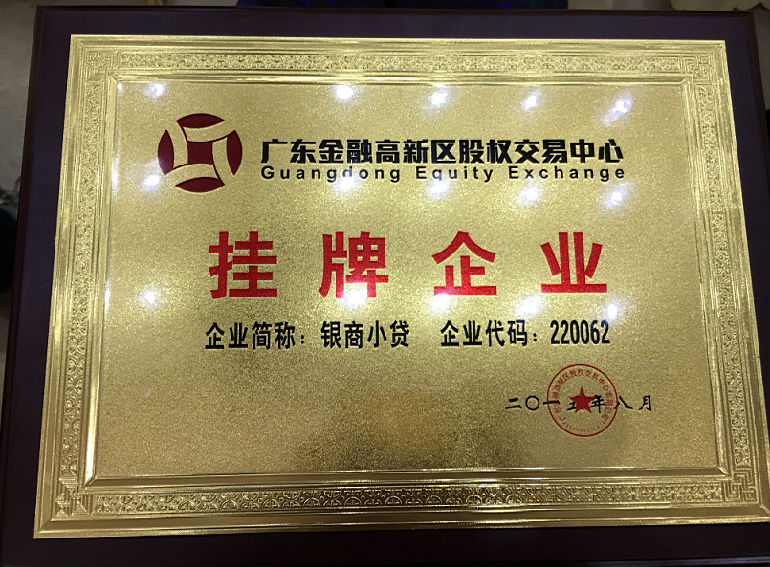 广东金融高新区股权交易中心
Guangdong Equity Exchange
挂牌企业
企业简称：银商小贷 企业代码：220062
二〇一五年八月